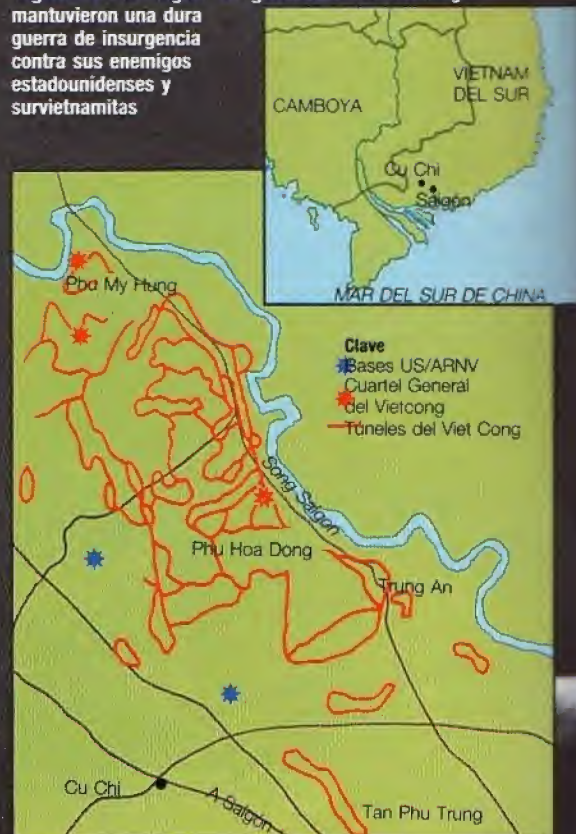 mantuvieron una dura
guerra de insurgencia
contra sus enemigos
estadounidenses y
survietnamitas
VIETNAM
DEL SUR
CAMBOYA
Cu Chi
Saigón
MAR DEL SUR DE CHINA
Phu My Hung
Clave
Bases US/ARNV
Cuartel General
del Vietcong
Túneles del Viet Cong
Song Saigon
Phu Hoa Dong
Trung An
Cu Chi
A Saigón
Tan Phu Trung